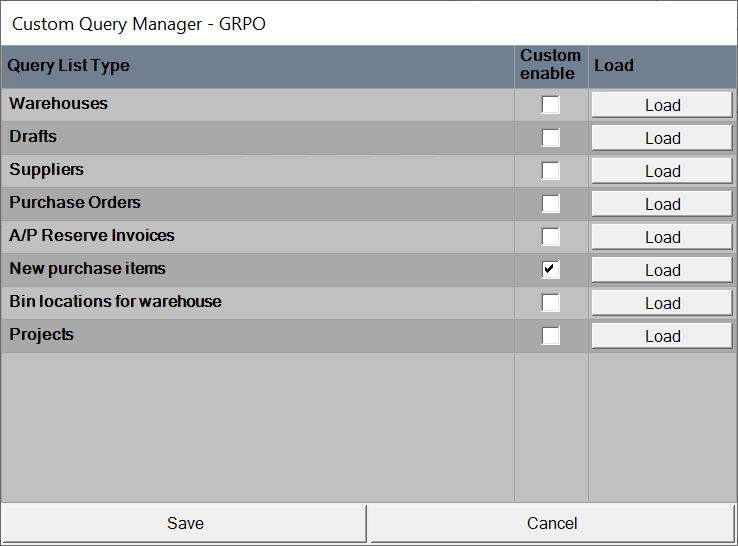 Custom Query Manager - GRPO
Query List Type Custom enable Load
Warehouses Load
Drafts Load
Suppliers Load
Purchase Orders Load
A/P Reserve Invoices Load
New purchase items Load
Bin locations for warehouse Load
Projects Load
Save Cancel